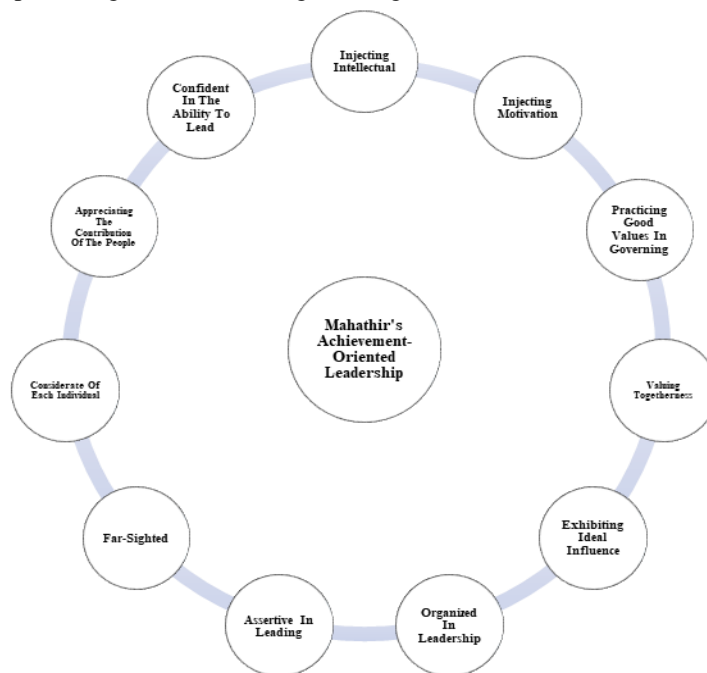 Injecting
Intellectual
Injecting
Motivation
Practicing
Good
Values In
Governing
Valuing
Togetherness
Exhibiting
Ideal
Influence
Organized
In
Leadership
Assertive In
Leading
Far-Sighted
Considerate Of
Each Individual
Appreciating
The
Contribution
Of The People
Confident
In The
Ability To
Lead
Mahathir's
Achievement-
Oriented
Leadership